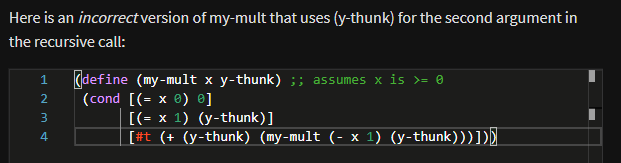 Here is an incorrect version of my-mult that uses (y-thunk) for the second argument in
the recursive call:
1 (define (my-mult x y-thunk) ;; assumes x is >= 0
2 (cond [(= x 0) 0]
3 [(= x 1) (y-thunk)]
4 [#t (+ (y-thunk) (my-mult (- x 1) (y-thunk)))]))